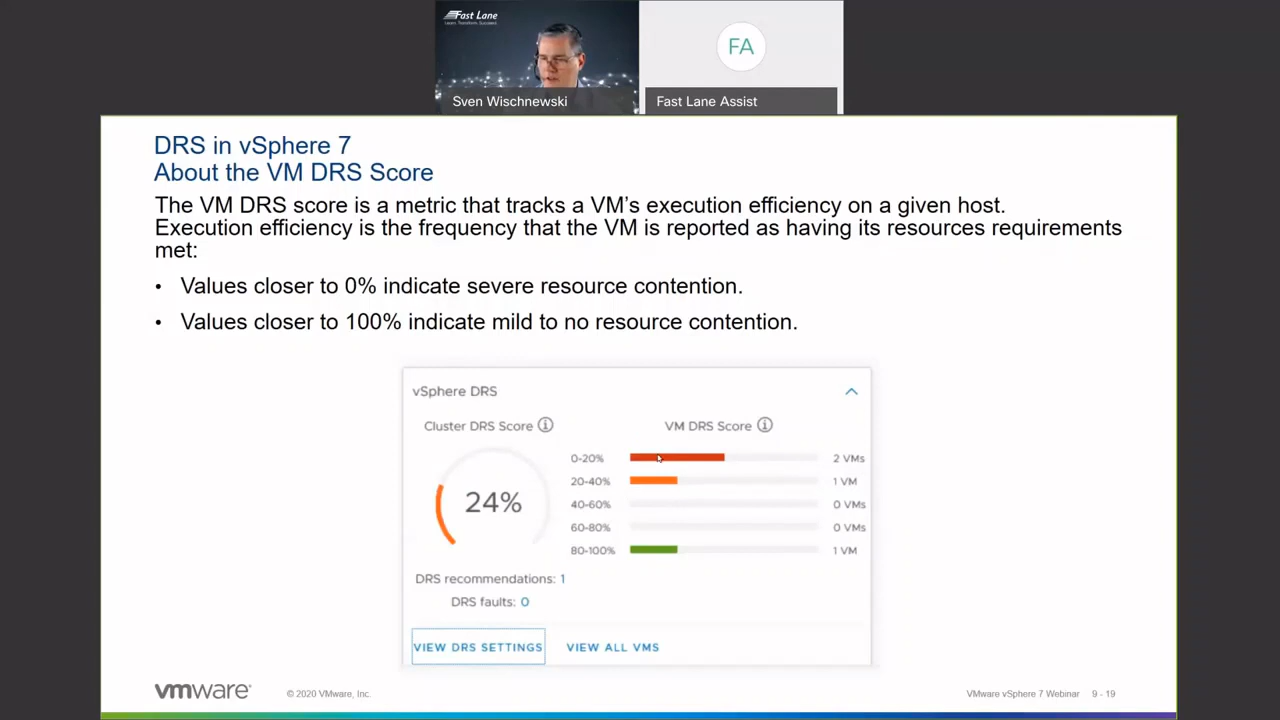 Fast Lane
FA
Sven Wischnewski
Fast Lane Assist
DRS in vSphere 7
About the VM DRS Score
The VM DRS score is a metric that tracks a VM's execution efficiency on a given host.
Execution efficiency is the frequency that the VM is reported as having its resources requirements
met:
• Values closer to 0% indicate severe resource contention.
• Values closer to 100% indicate mild to no resource contention.
vSphere DRS
Cluster DRS Score
VM DRS Score
24%
0-20% 2 VMs
20-40% 1 VM
40-60% 0 VMs
60-80% 0 VMs
80-100% 1 VM
DRS recommendations: 1
DRS faults: 0
VIEW DRS SETTINGS VIEW ALL VMS
vmware® © 2020 VMware, Inc. VMware vSphere 7 Webinar 9 - 19